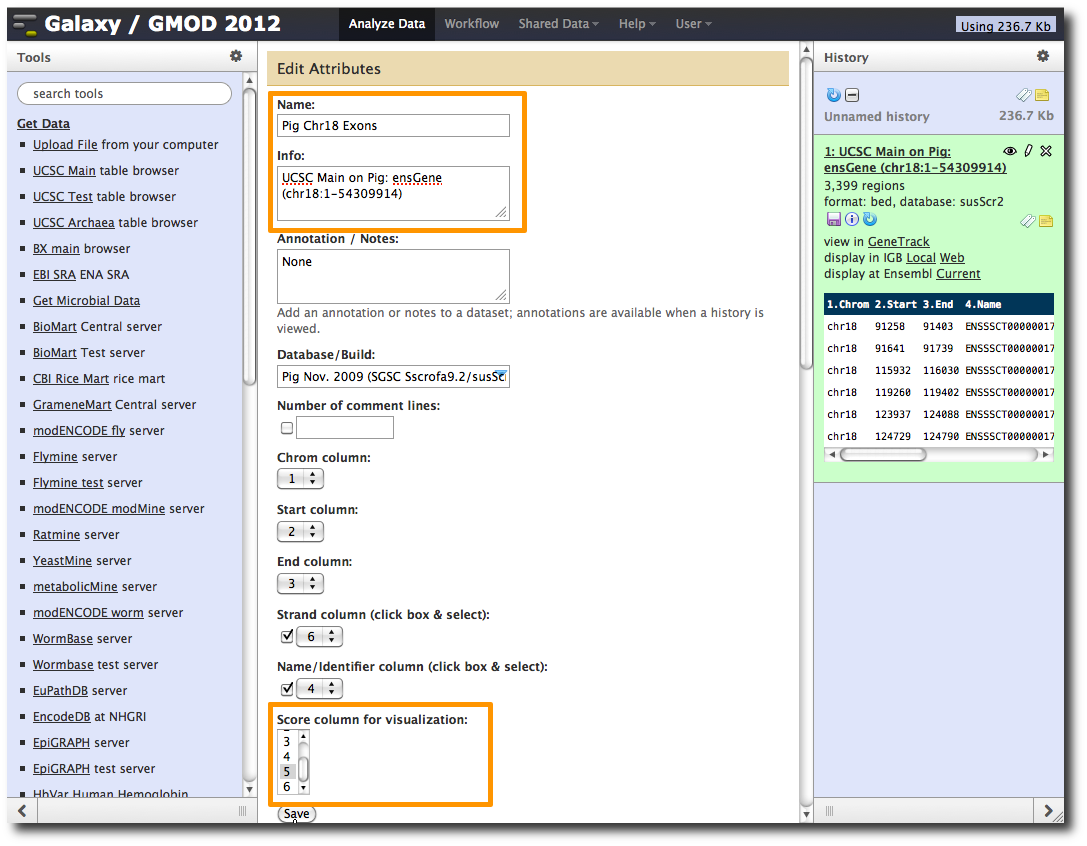 Galaxy / GMOD 2012
Analyze Data
Workflow
Shared Data
Help
User
Using 236.7 Kb
Tools
search tools
Get Data
Upload File from your computer
UCSC Main table browser
UCSC Test table browser
UCSC Archaea table browser
BX main browser
EBI SRA ENA SRA
Get Microbial Data
BioMart Central server
BioMart Test server
CBI Rice Mart rice mart
GrameneMart Central server
modENCODE fly server
Flymine server
Flymine test server
modENCODE modMine server
Ratmine server
YeastMine server
metabolicMine server
modENCODE worm server
WormBase server
Wormbase test server
EuPathDB server
EncodeDB at NHGRI
EpiGRAPH server
EpiGRAPH test server
HbVar Human Hemoglobin
Edit Attributes
Name:
Pig Chr18 Exons
Info:
UCSC Main on Pig: ensGene
(chr18:1-54309914)
Annotation / Notes:
None
Add an annotation or notes to a dataset; annotations are available when a history is
viewed.
Database/Build:
Pig Nov. 2009 (SGSC Sscrofa9.2/susSc
Number of comment lines:
Chrom column:
1
Start column:
2
End column:
3
Strand column (click box & select):
6
Name/Identifier column (click box & select):
4
Score column for visualization:
3
4
5
6
Save
History
Unnamed history
236.7 Kb
1: UCSC Main on Pig:
ensGene (chr18:1-54309914)
3,399 regions
format: bed, database: susScr2
view in GeneTrack
display in IGB Local Web
display at Ensembl Current
1.Chrom 2.Start 3.End 4.Name
chr18 91258 91403 ENSSSCT00000017
chr18 91641 91739 ENSSSCT00000017
chr18 115932 116030 ENSSSCT00000017
chr18 119260 119402 ENSSSCT00000017
chr18 123937 124088 ENSSSCT00000017
chr18 124729 124790 ENSSSCT00000017